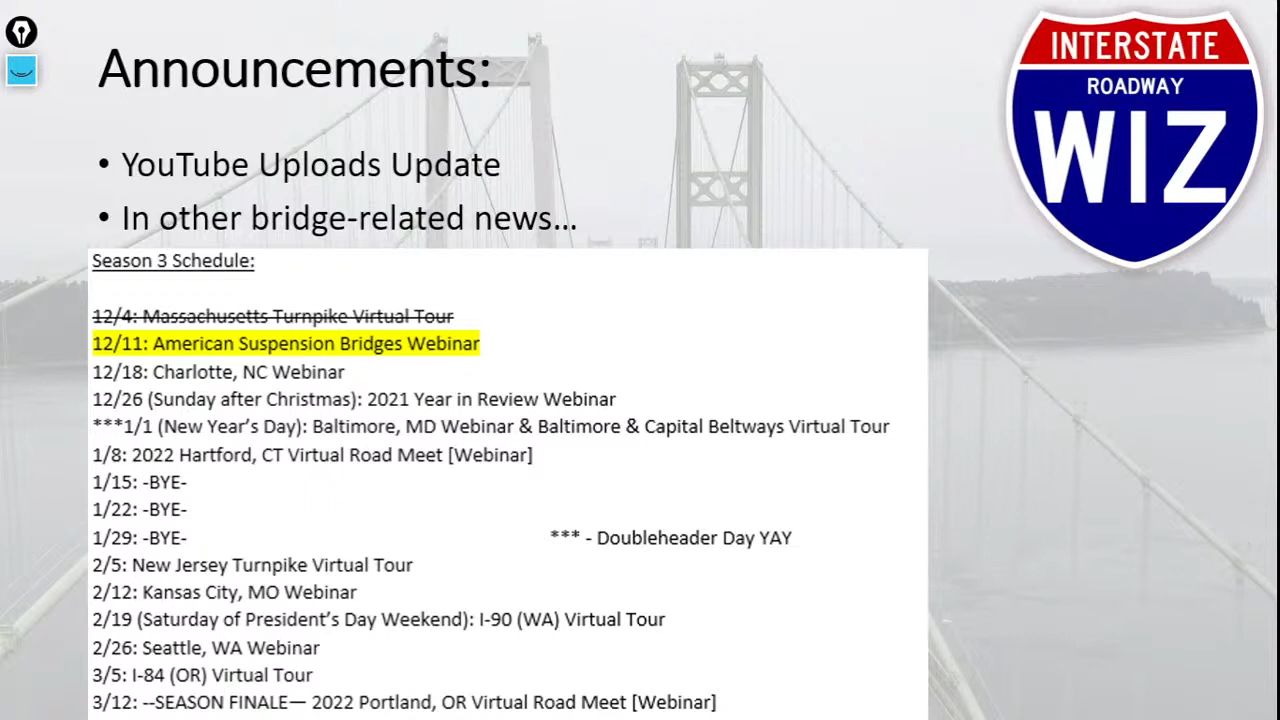 Announcements:
INTERSTATE
ROADWAY
WIZ
• YouTube Uploads Update
• In other bridge-related news...
Season 3 Schedule:
12/4: Massachusetts Turnpike Virtual Tour
12/11: American Suspension Bridges Webinar
12/18: Charlotte, NC Webinar
12/26 (Sunday after Christmas): 2021 Year in Review Webinar
***1/1 (New Year’s Day): Baltimore, MD Webinar & Baltimore & Capital Beltways Virtual Tour
1/8: 2022 Hartford, CT Virtual Road Meet [Webinar]
1/15: -BYE-
1/22: -BYE-
1/29: -BYE- *** - Doubleheader Day YAY
2/5: New Jersey Turnpike Virtual Tour
2/12: Kansas City, MO Webinar
2/19 (Saturday of President’s Day Weekend): I-90 (WA) Virtual Tour
2/26: Seattle, WA Webinar
3/5: I-84 (OR) Virtual Tour
3/12: --SEASON FINALE— 2022 Portland, OR Virtual Road Meet [Webinar]